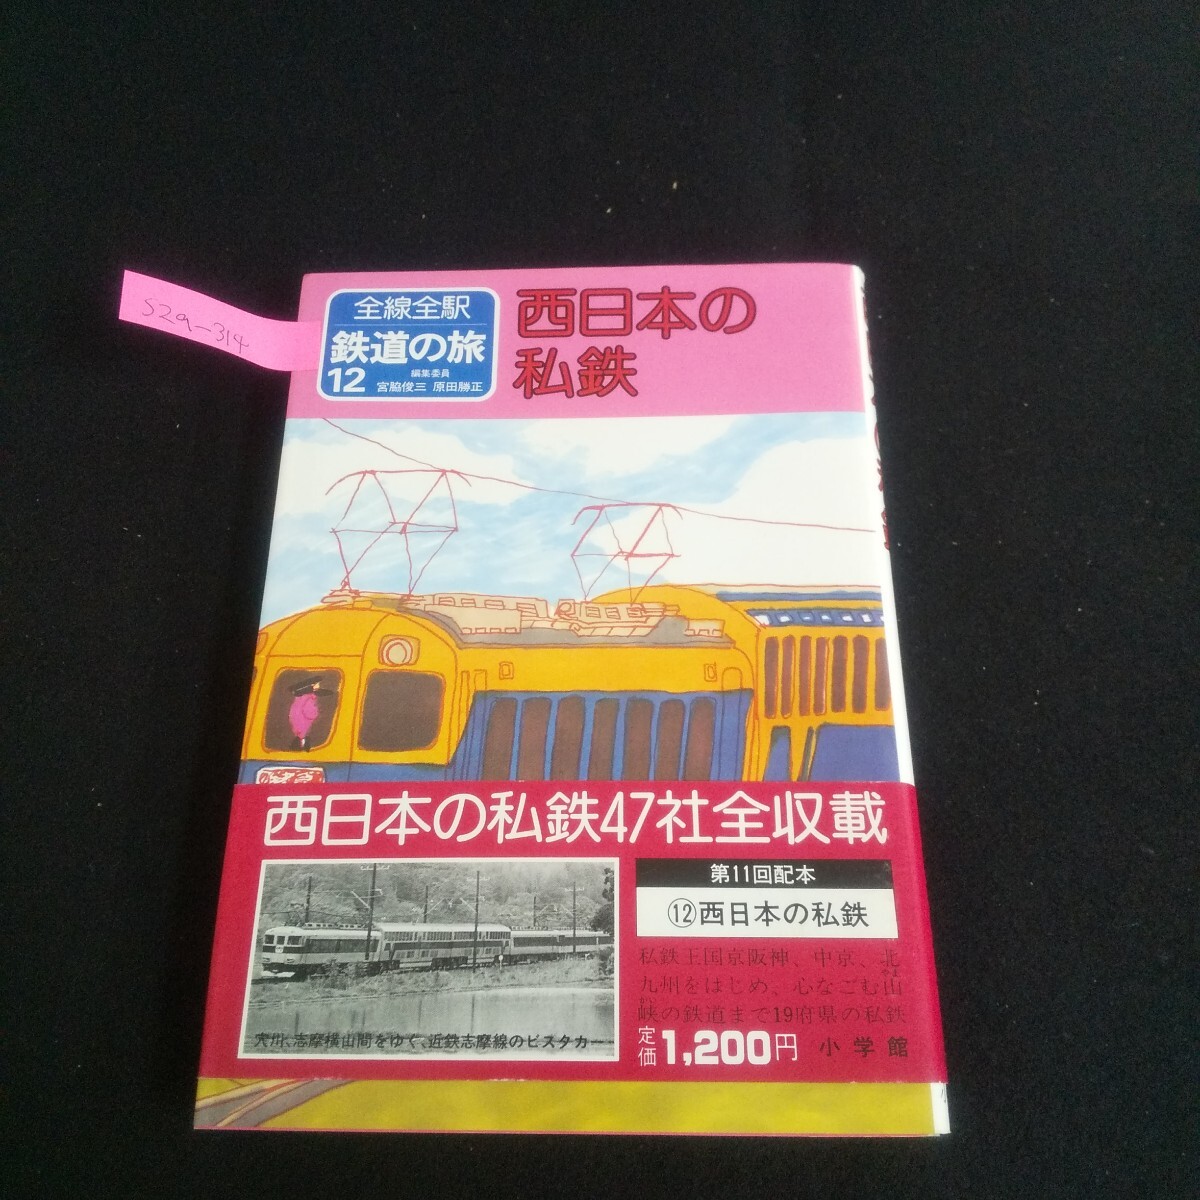 S2a-314
全線全駅
鉄道の旅
12
編集委員
宮脇俊三 原田勝正
西日本の
私鉄
西日本の私鉄47社全収載
第11回配本
⑫西日本の私鉄
私鉄王国京阪神、中京、北
九州をはじめ、心なごむ山
峡の鉄道まで19府県の私鉄
定価1,200円 小学館
穴川、志摩横山間をゆく、近鉄志摩線のビスタカー